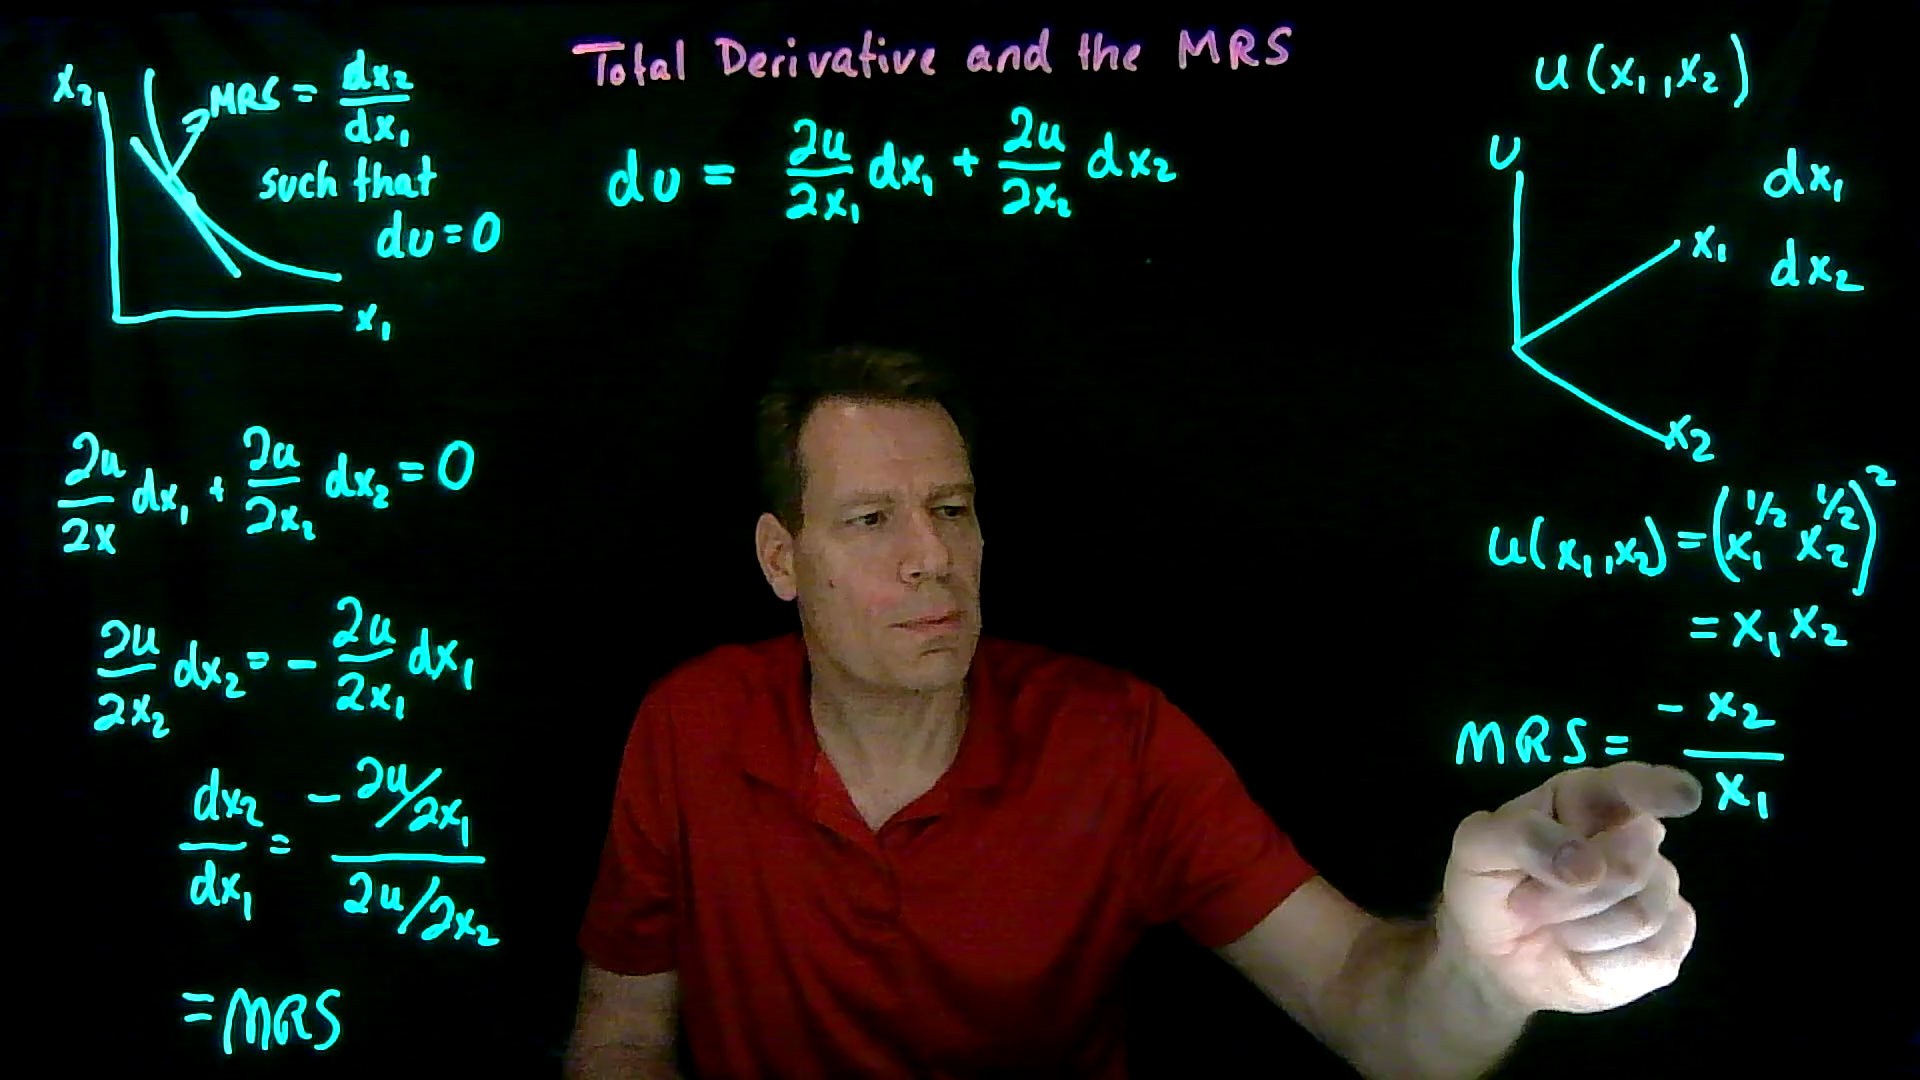 Total Derivative and the MRS
x₂
MRS = dx₂/dx₁
such that
du=0
x₁
du = ∂u/∂x₁ dx₁ + ∂u/∂x₂ dx₂
u(x₁,x₂)
U
dx₁
x₁
dx₂
x₂
∂u/∂x dx₁ + ∂u/∂x₂ dx₂ = 0
∂u/∂x₂ dx₂ = - ∂u/∂x₁ dx₁
dx₂/dx₁ = (-∂u/∂x₁)/(∂u/∂x₂)
= MRS
u(x₁,x₂) = (x₁^1/2 x₂^1/2)²
= x₁ x₂
MRS = -x₂/x₁